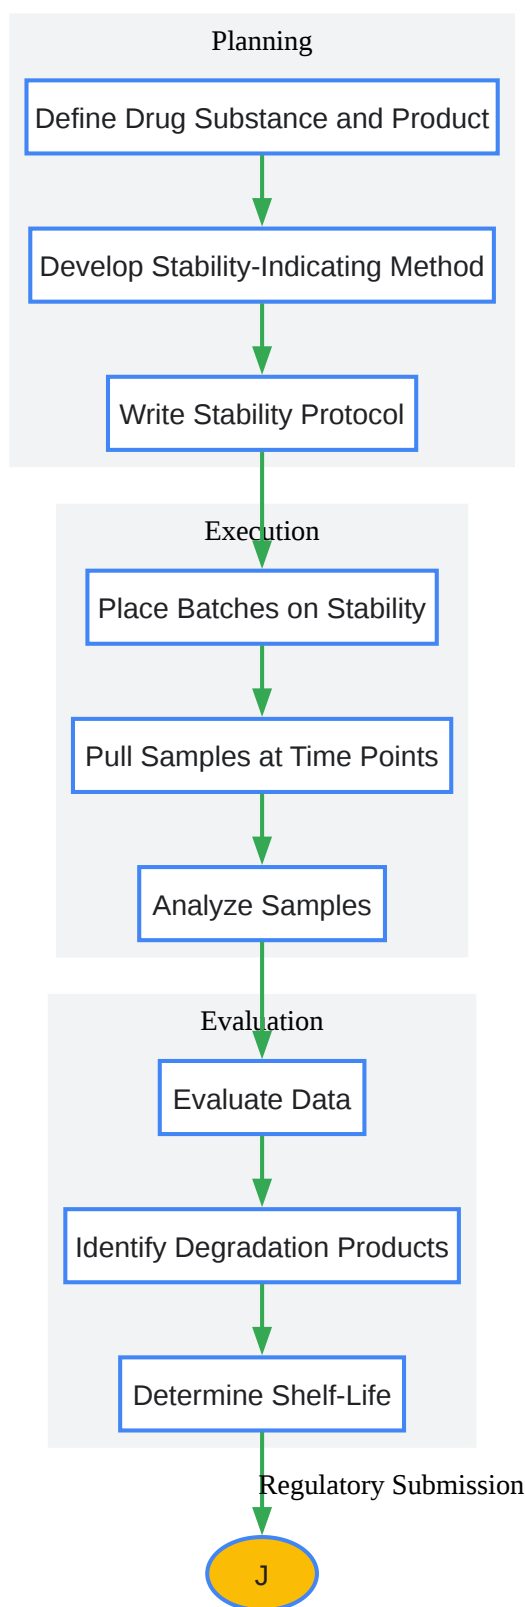 Planning
Define Drug Substance and Product
Develop Stability-Indicating Method
Write Stability Protocol
Execution
Place Batches on Stability
Pull Samples at Time Points
Analyze Samples
Evaluation
Evaluate Data
Identify Degradation Products
Determine Shelf-Life
Regulatory Submission
J